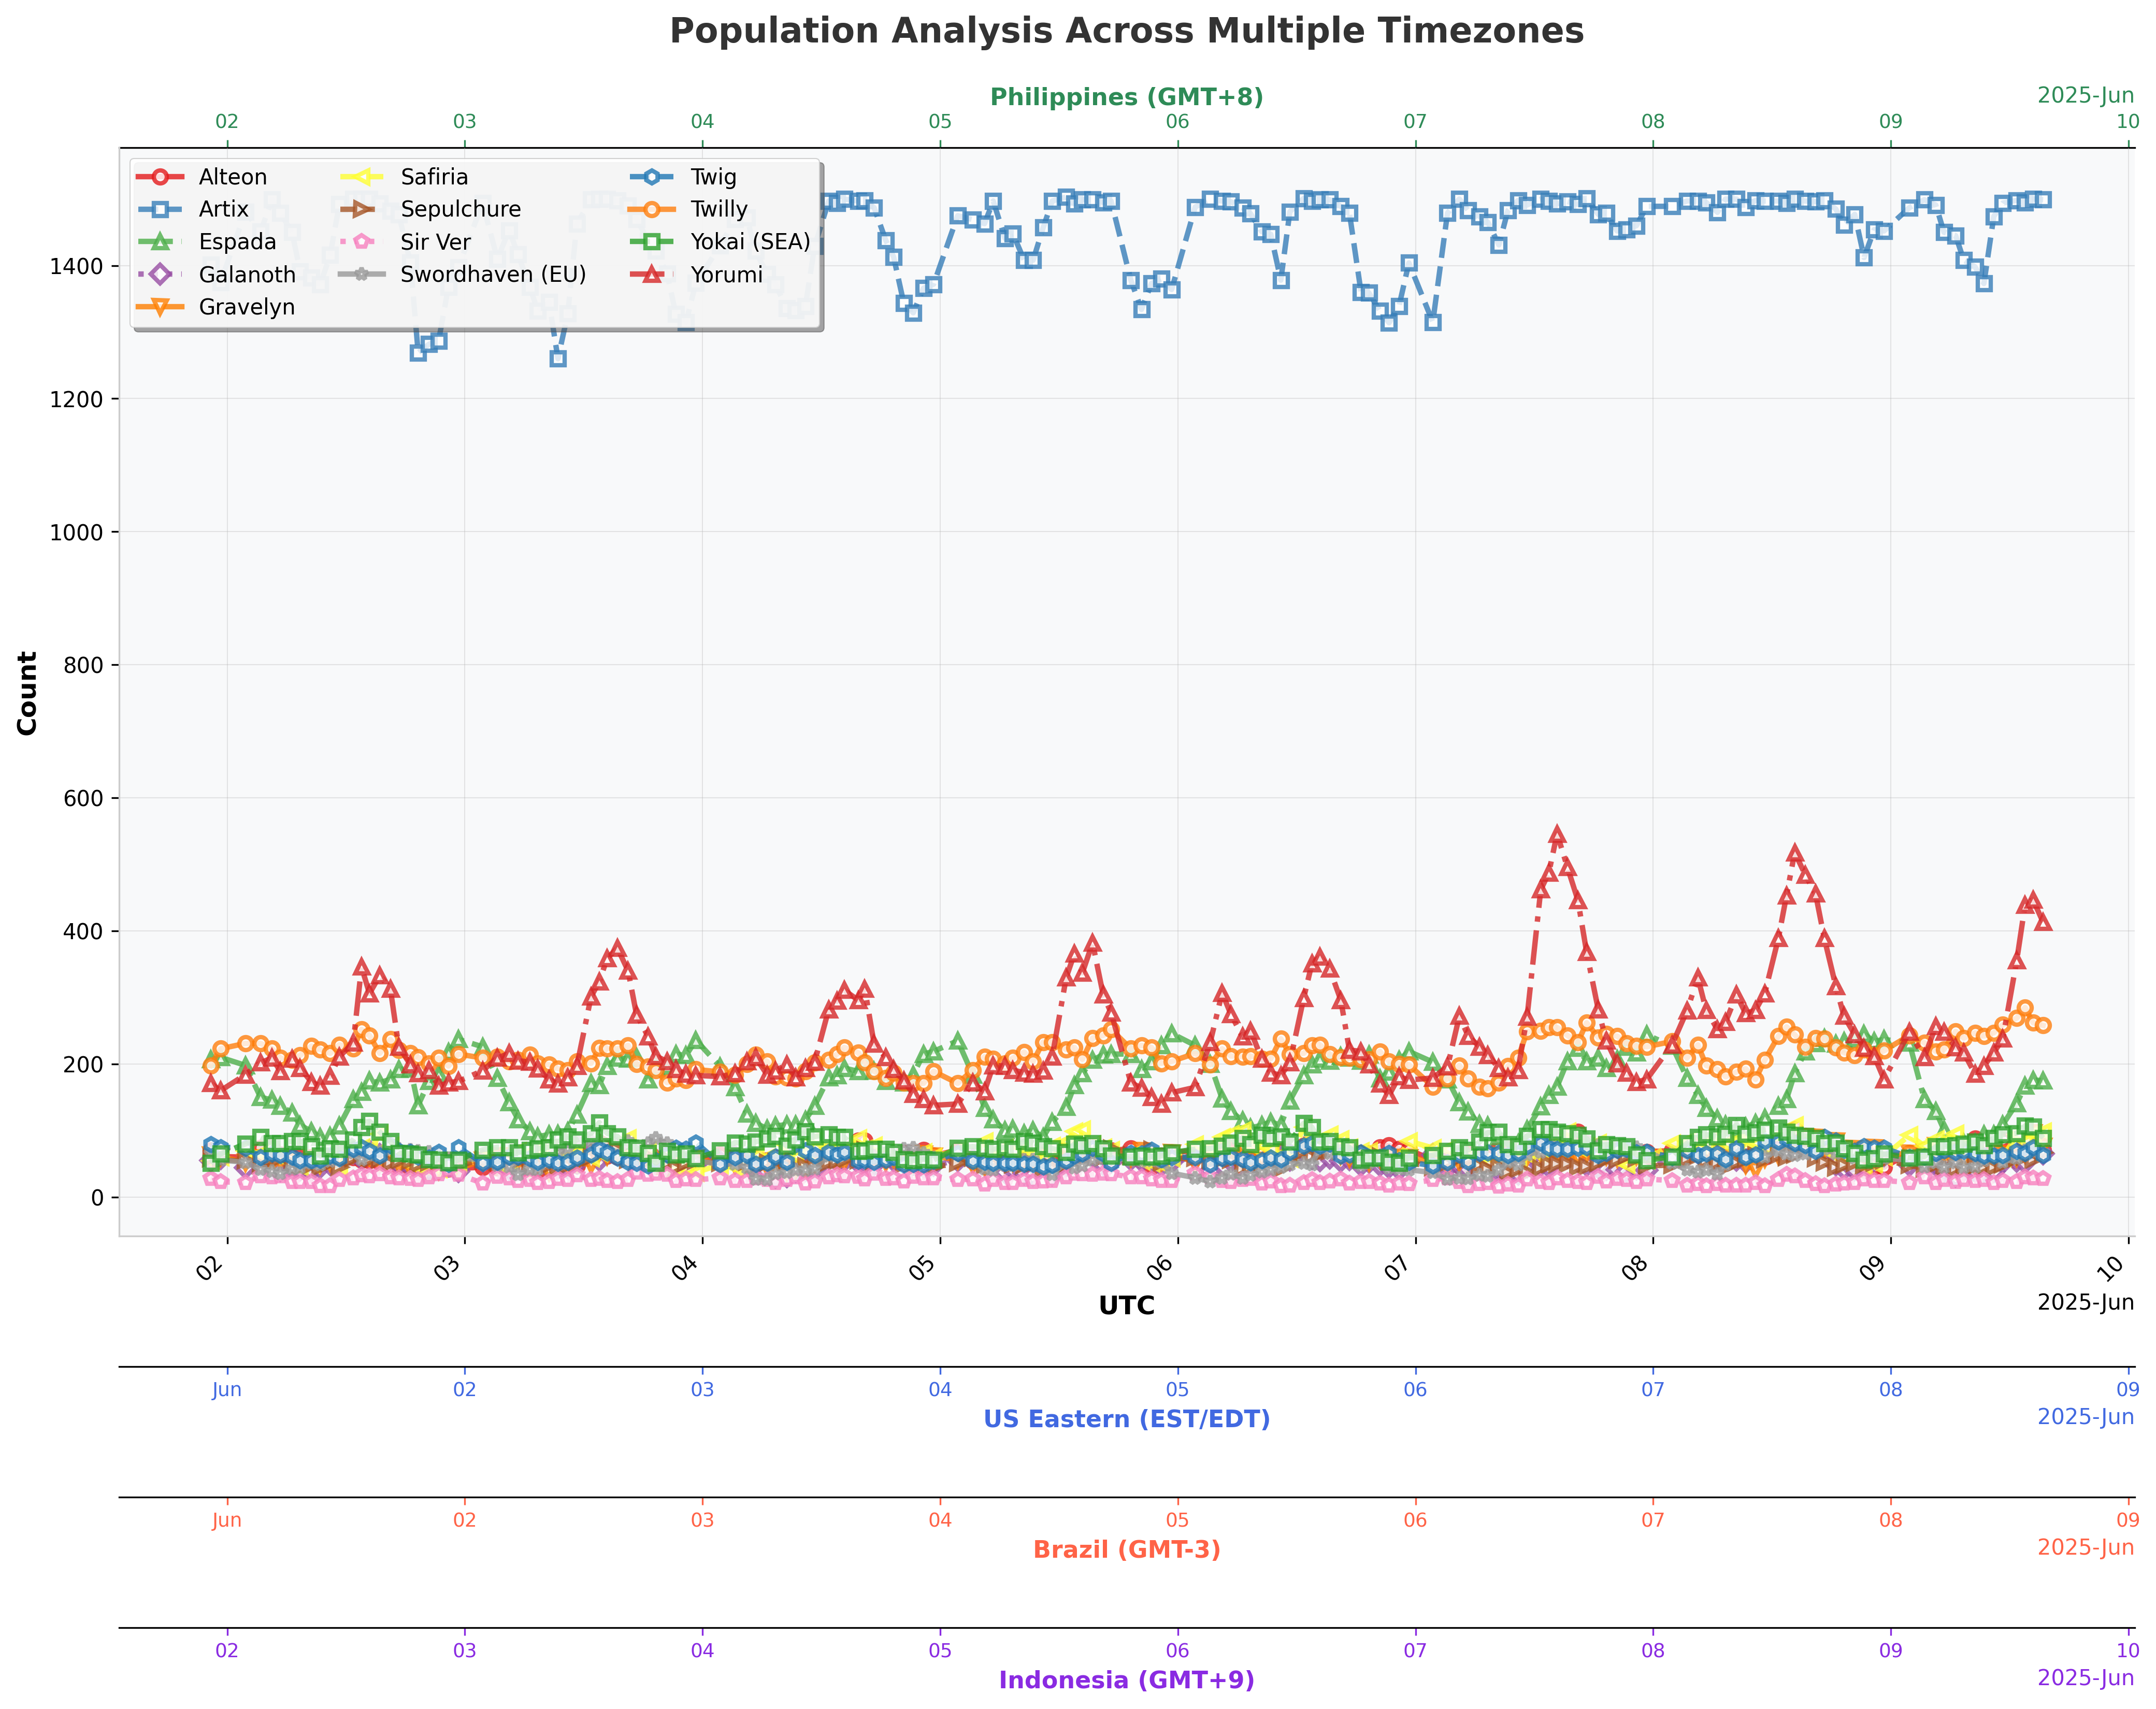 Population Analysis Across Multiple Timezones
Philippines (GMT+8)
2025-Jun
02 03 04 05 06 07 08 09 10
Alteon Safiria Twig
Artix Sepulchure Twilly
Espada Sir Ver Yokai (SEA)
Galanoth Swordhaven (EU) Yorumi
Gravelyn
1400
1200
1000
800
600
400
200
0
Count
02 03 04 05 06 07 08 09 10
UTC
2025-Jun
Jun 02 03 04 05 06 07 08 09
US Eastern (EST/EDT)
2025-Jun
Jun 02 03 04 05 06 07 08 09
Brazil (GMT-3)
2025-Jun
02 03 04 05 06 07 08 09 10
Indonesia (GMT+9)
2025-Jun